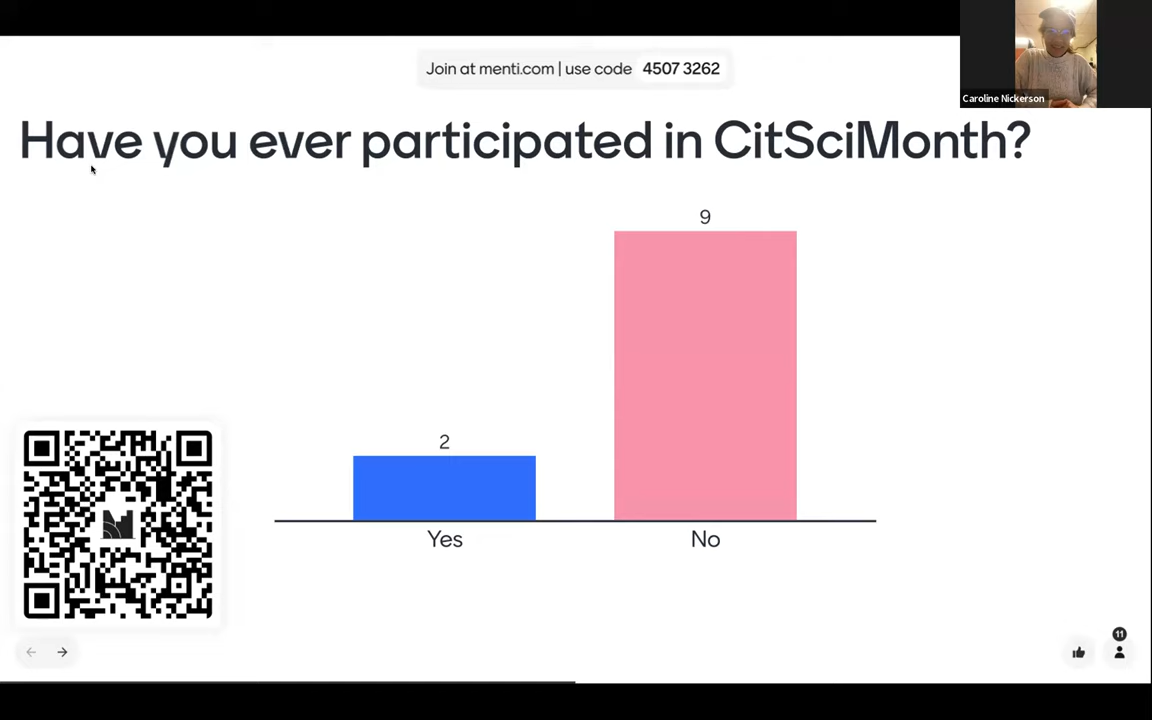 Join at menti.com | use code 4507 3262
Caroline Nickerson
Have you ever participated in CitSciMonth?
9
2
Yes
No
11